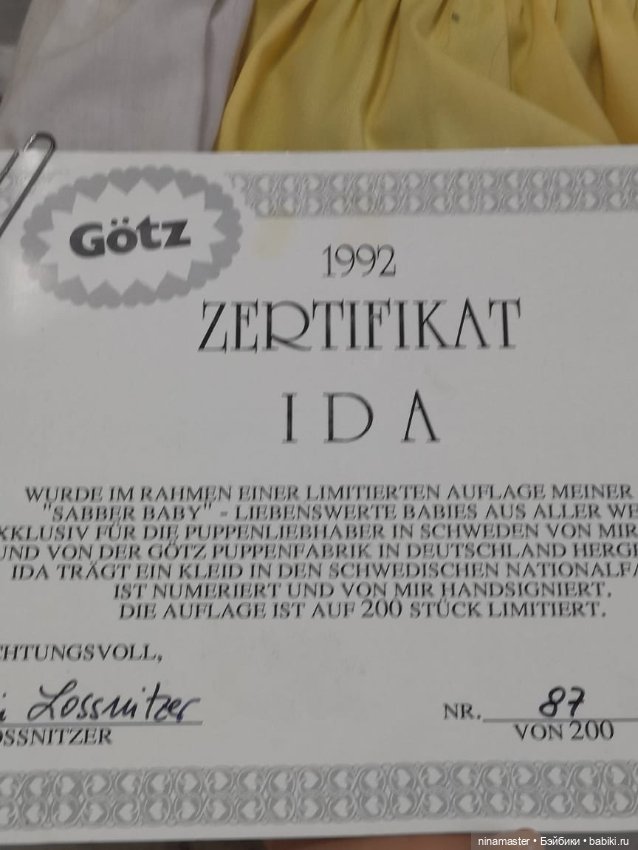 Götz
1992
ZERTIFIKAT
IDA
WURDE IM RAHMEN EINER LIMITIERTEN AUFLAGE MEINER
"SABBER BABY" - LIEBENSWERTE BABIES AUS ALLER WE
XKLUSIV FÜR DIE PUPPENLIEBHABER IN SCHWEDEN VON MIR
UND VON DER GÖTZ PUPPENFABRIK IN DEUTSCHLAND HERGE
IDA TRÄGT EIN KLEID IN DEN SCHWEDISCHEN NATIONALFA
IST NUMERIERT UND VON MIR HANDSIGNIERT.
DIE AUFLAGE IST AUF 200 STÜCK LIMITIERT.
CHTUNGSVOLL,
i Lossnitzer
OSSNITZER
NR. 87
VON 200
ninamaster • Бэйбики • babiki.ru